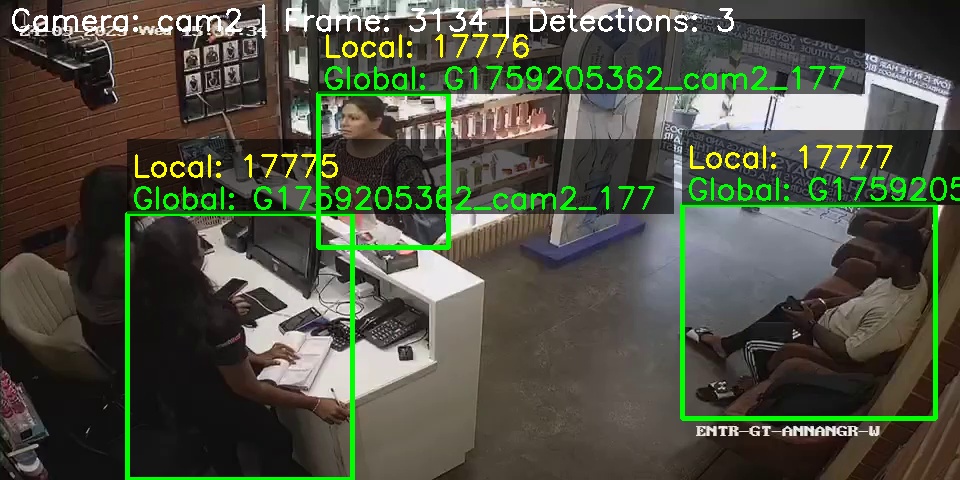 Camera: cam2 | Frame: 3134 | Detections: 3
Local: 17776
Global: G1759205362_cam2_177
Local: 17775
Global: G1759205362_cam2_177
Local: 17777
Global: G1759205
ENTR-GT-ANNANGR-W